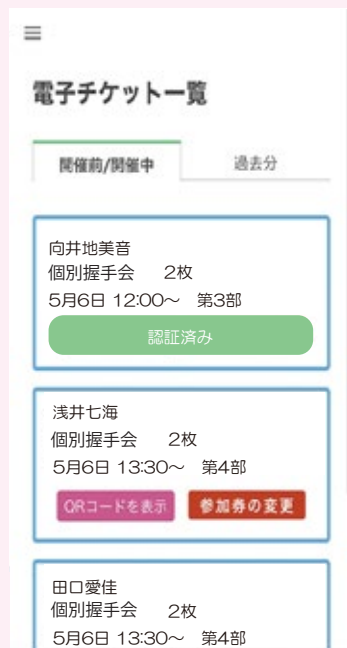 電子チケット一覧
開催前/開催中 過去分
向井地美音
個別握手会 2枚
5月6日 12:00〜 第3部
認証済み
浅井七海
個別握手会 2枚
5月6日 13:30〜 第4部
QRコードを表示 参加券の変更
田口愛佳
個別握手会 2枚
5月6日 13:30〜 第4部